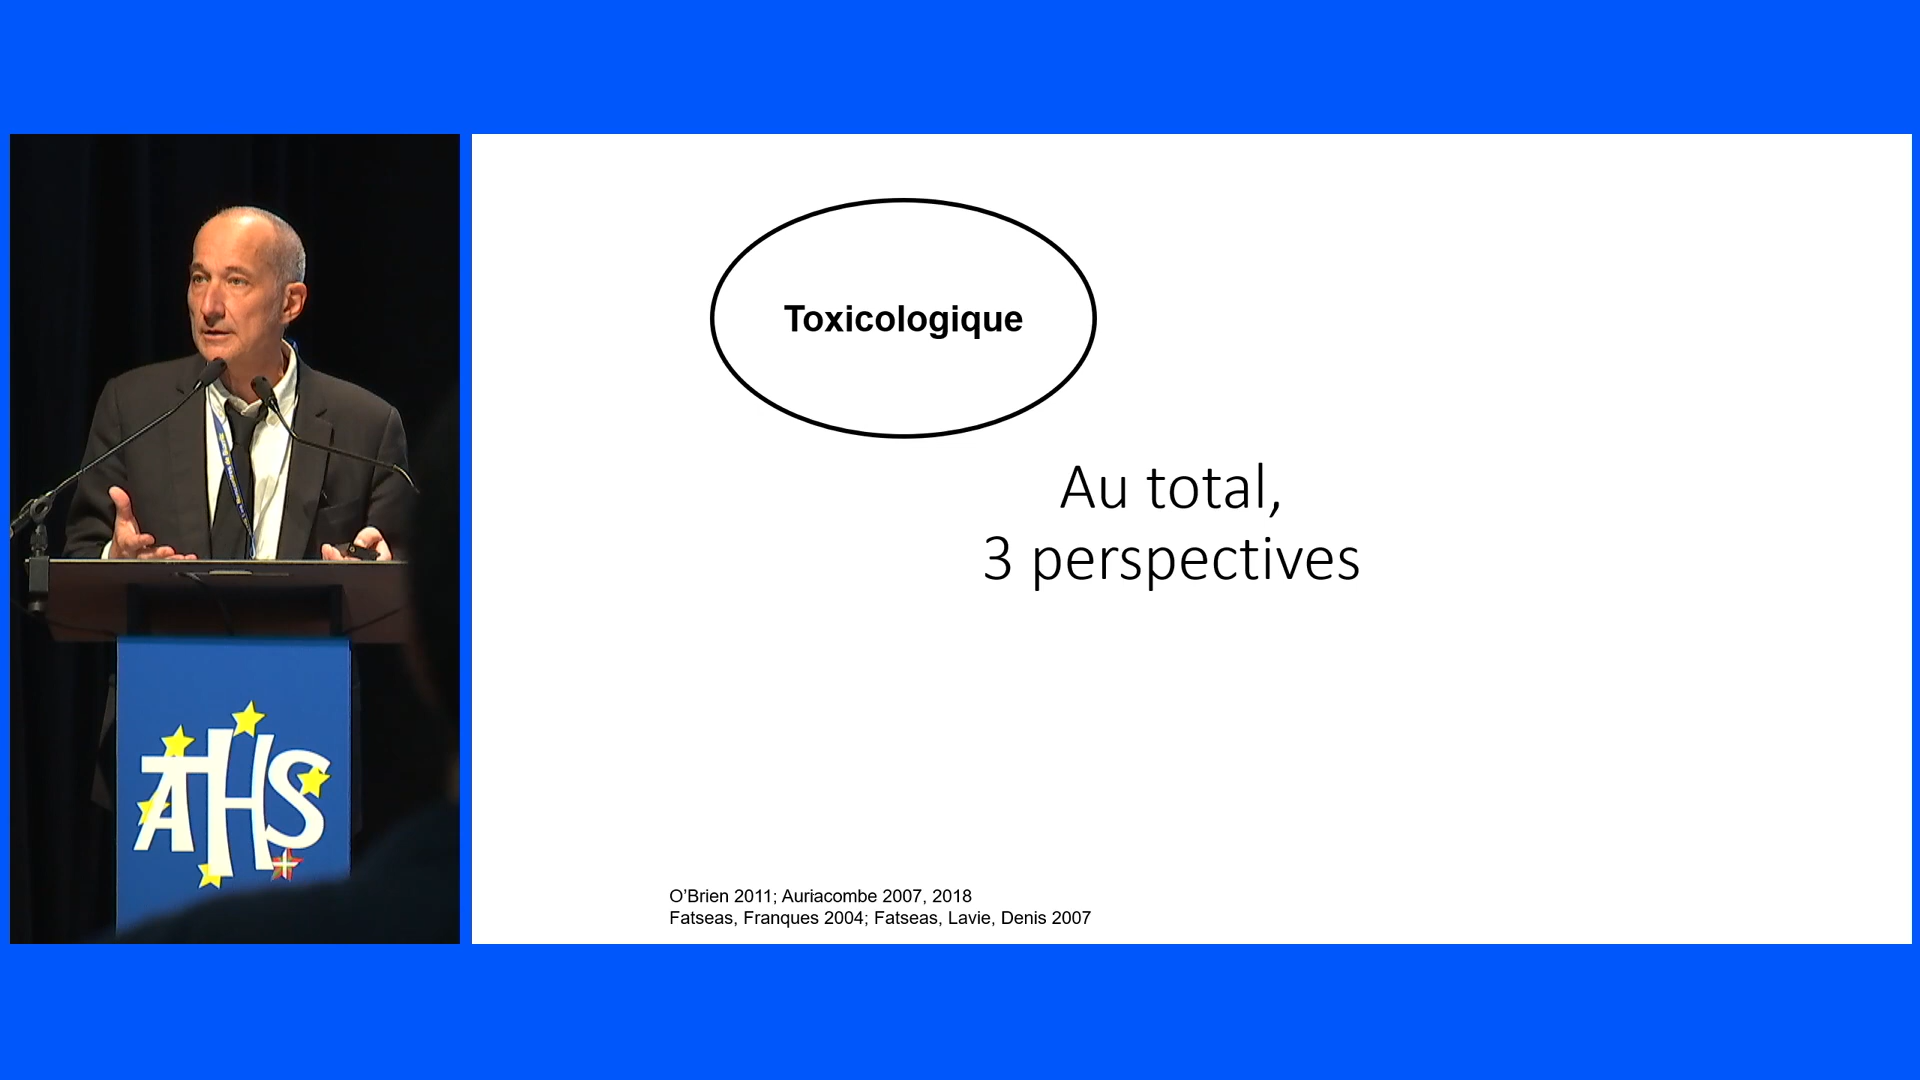 Toxicologique
Au total,
3 perspectives
O'Brien 2011; Auriacombe 2007, 2018
Fatseas, Franques 2004; Fatseas, Lavie, Denis 2007
AHS